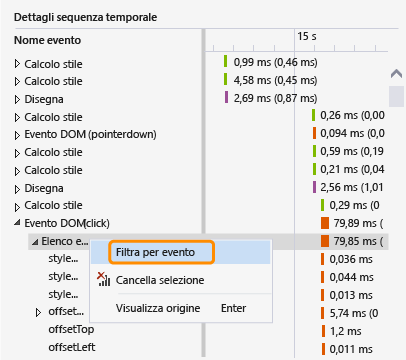 Dettagli sequenza temporale
Nome evento 15 s
Calcolo stile 0,99 ms (0,46 ms)
Calcolo stile 4,58 ms (0,45 ms)
Disegna 2,69 ms (0,87 ms)
Calcolo stile 0,26 ms (0,00
Evento DOM (pointerdown) 0,094 ms (0,0
Calcolo stile 0,59 ms (0,19
Calcolo stile 0,21 ms (0,04
Disegna 2,56 ms (1,01
Calcolo stile 0,29 ms (0
Evento DOM(click) 79,89 ms (
Elenco e... 79,85 ms (
Filtra per evento
style... 0,036 ms
style... 0,044 ms
Cancella selezione
style... 0,013 ms
offset... 5,74 ms (0
Visualizza origine Enter
offsetTop 1,2 ms
offsetLeft 0,011 ms